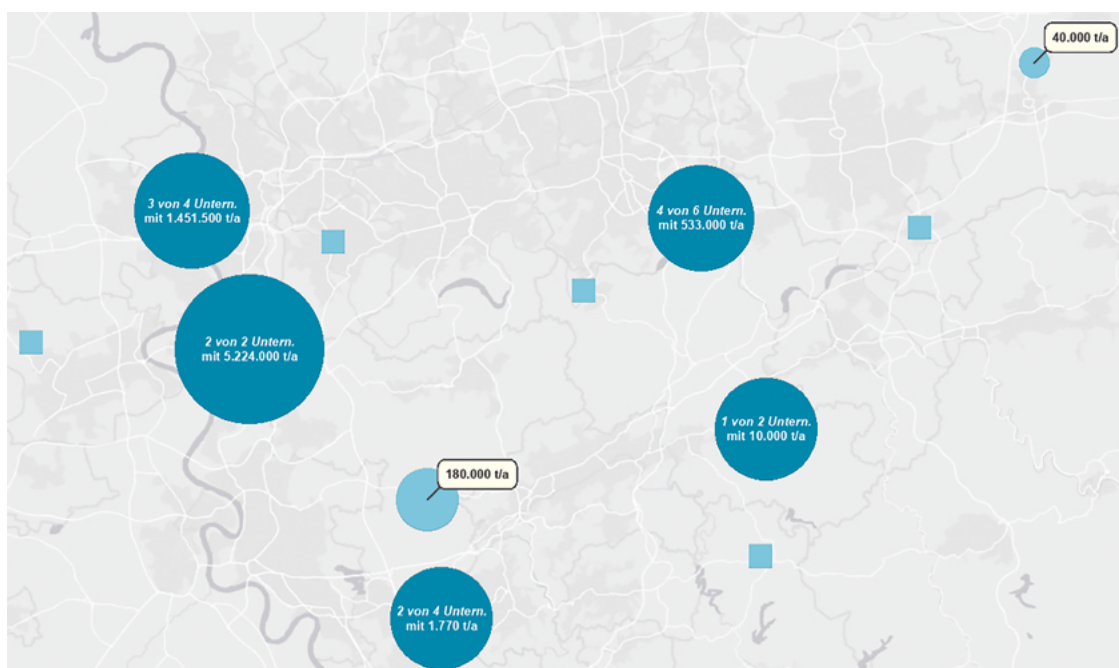 40.000 t/a
3 von 4 Untern.
mit 1.451.500 t/a
4 von 6 Untern.
mit 533.000 t/a
2 von 2 Untern.
mit 5.224.000 t/a
1 von 2 Untern.
mit 10.000 t/a
180.000 t/a
2 von 4 Untern.
mit 1.770 t/a